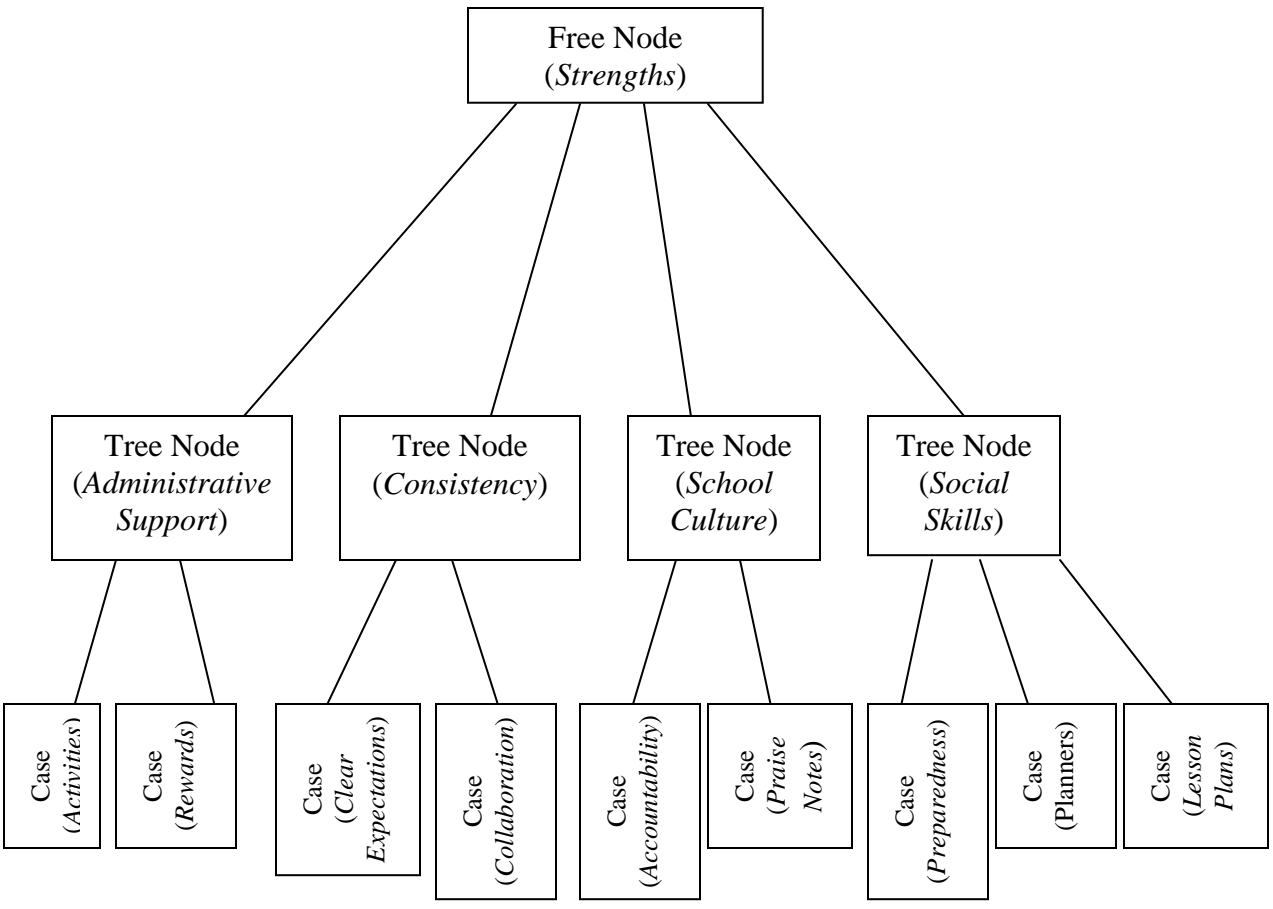 Free Node
(Strengths)
Tree Node
(Administrative
Support)
Tree Node
(Consistency)
Tree Node
(School
Culture)
Tree Node
(Social
Skills)
Case
(Activities)
Case
(Rewards)
Case
(Clear
Expectations)
Case
(Collaboration)
Case
(Accountability)
Case
(Praise
Notes)
Case
(Preparedness)
Case
(Planners)
Case
(Lesson
Plans)